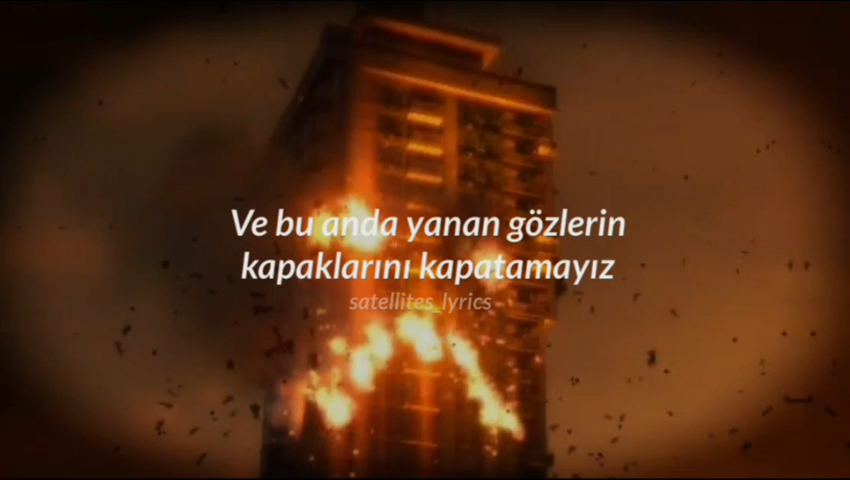 Ve bu anda yanan gözlerin
kapaklarını kapatamayız
satellites_lyrics